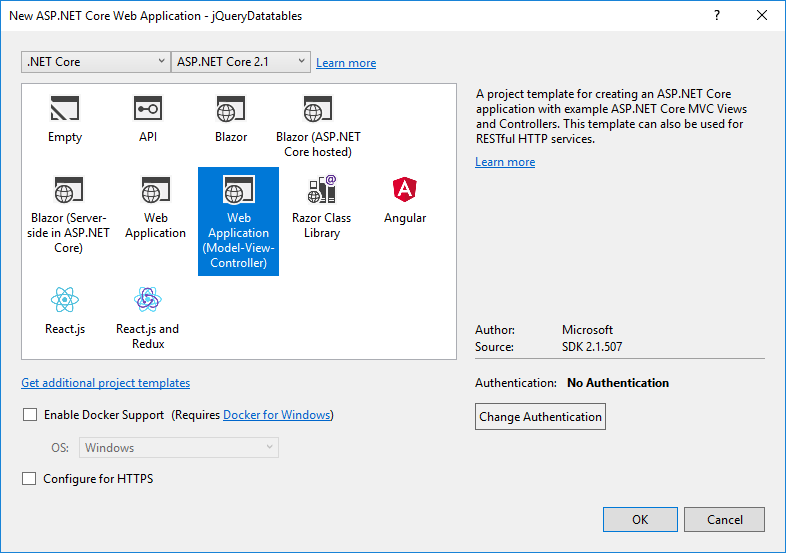 New ASP.NET Core Web Application - jQueryDatatables
.NET Core
ASP.NET Core 2.1
Learn more
Empty
API
Blazor
Blazor (ASP.NET
Core hosted)
Blazor (Server-
side in ASP.NET
Core)
Web
Application
Web
Application
(Model-View-
Controller)
Razor Class
Library
Angular
React.js
React.js and
Redux
A project template for creating an ASP.NET Core
application with example ASP.NET Core MVC Views
and Controllers. This template can also be used for
RESTful HTTP services.
Learn more
Author: Microsoft
Source: SDK 2.1.507
Get additional project templates
Authentication: No Authentication
Change Authentication
Enable Docker Support (Requires Docker for Windows)
OS: Windows
Configure for HTTPS
OK
Cancel